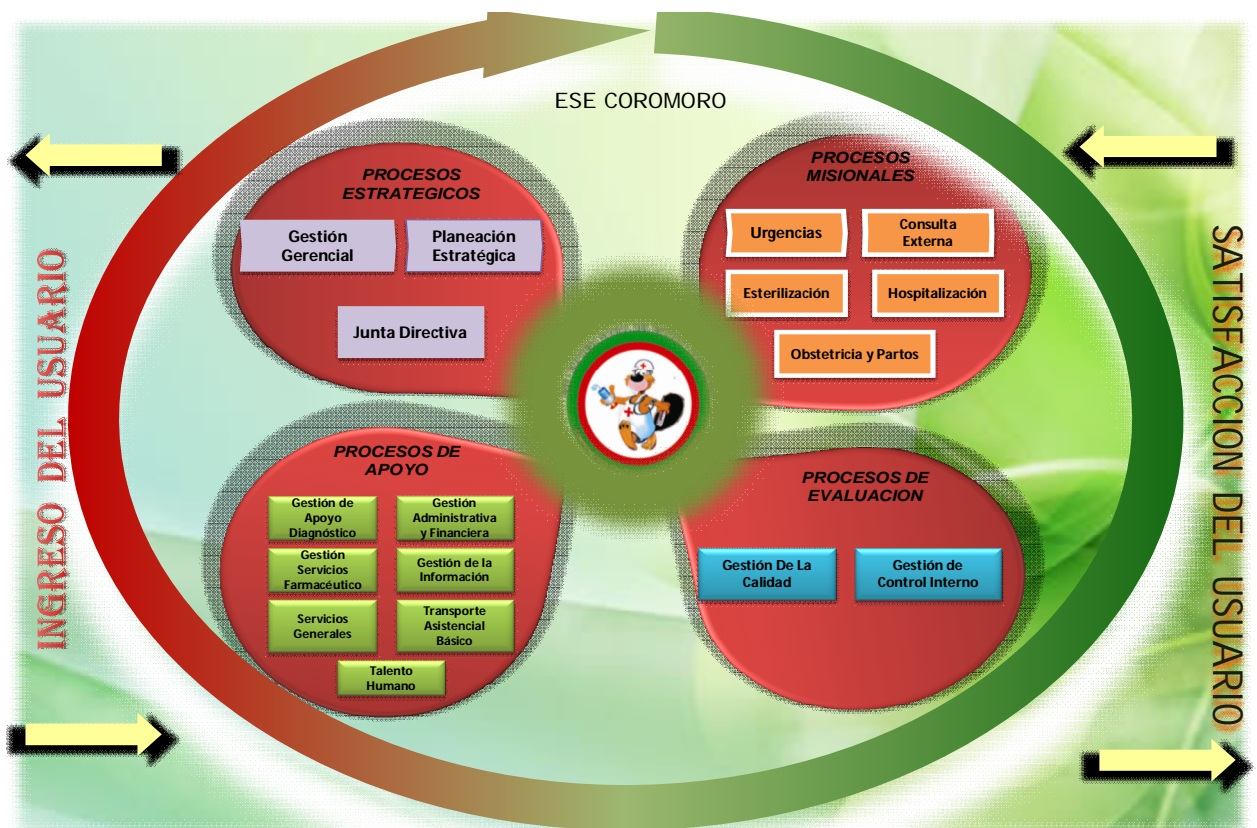 ESE COROMORO
INGRESO DEL USUARIO
PROCESOS
ESTRATEGICOS
Gestión
Gerencial
Planeación
Estratégica
Junta Directiva
PROCESOS
MISIONALES
Urgencias
Consulta
Externa
Esterilización
Hospitalización
Obstetricia y Partos
PROCESOS DE
APOYO
Gestión de
Apoyo
Diagnóstico
Gestión
Administrativa
y Financiera
Gestión
Servicios
Farmacéutico
Gestión de la
Información
Servicios
Generales
Transporte
Asistencial
Básico
Talento
Humano
PROCESOS DE
EVALUACION
Gestión De La
Calidad
Gestión de
Control Interno
SATISFACCION DEL USUARIO